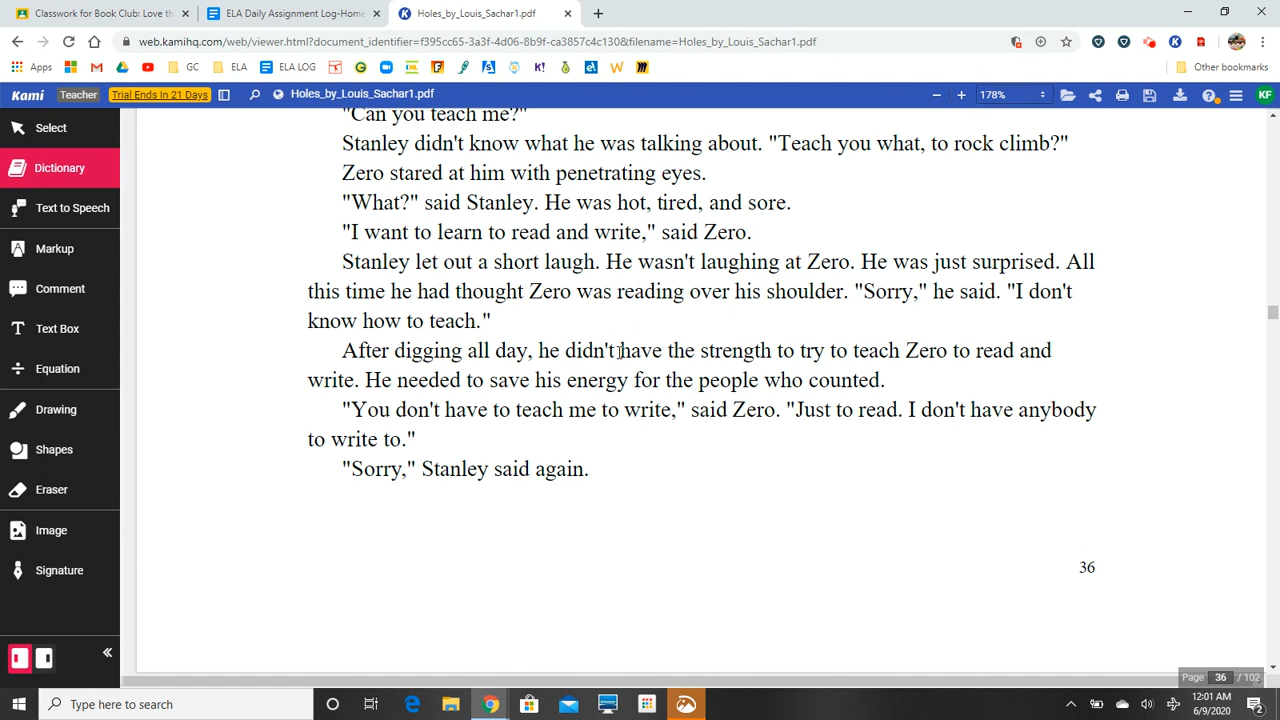 Classwork for Book Club: Love th
ELA Daily Assignment Log-Home
Holes_by_Louis_Sachar1.pdf
web.kamihq.com/web/viewer.html?document_identifier=f395cc65-3a3f-4d06-8b9f-ca3857c4c130&filename=Holes_by_Louis_Sachar1.pdf
Apps GC ELA ELA LOG Other bookmarks
Kami Teacher Trial Ends In 21 Days Holes_by_Louis_Sachar1.pdf 178% KF
Select
Dictionary
Text to Speech
Markup
Comment
Text Box
Equation
Drawing
Shapes
Eraser
Image
Signature
"Can you teach me?"
Stanley didn't know what he was talking about. "Teach you what, to rock climb?"
Zero stared at him with penetrating eyes.
"What?" said Stanley. He was hot, tired, and sore.
"I want to learn to read and write," said Zero.
Stanley let out a short laugh. He wasn't laughing at Zero. He was just surprised. All
this time he had thought Zero was reading over his shoulder. "Sorry," he said. "I don't
know how to teach."
After digging all day, he didn't have the strength to try to teach Zero to read and
write. He needed to save his energy for the people who counted.
"You don't have to teach me to write," said Zero. "Just to read. I don't have anybody
to write to."
"Sorry," Stanley said again.
36
Page 36 / 102
Type here to search
12:01 AM
6/9/2020